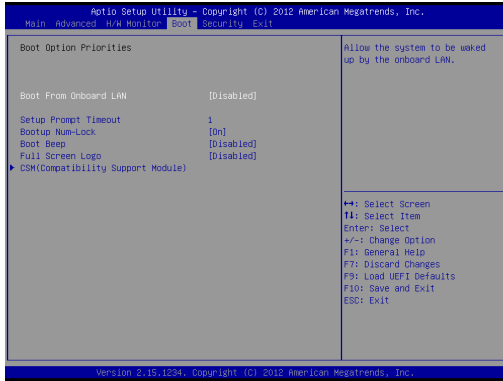 Aptio Setup Utility – Copyright (C) 2012 American Megatrends, Inc.
Main Advanced H/W Monitor Boot Security Exit
Boot Option Priorities
Boot From Onboard LAN [Disabled]
Setup Prompt Timeout 1
Bootup Num-Lock [On]
Boot Beep [Disabled]
Full Screen Logo [Disabled]
CSM(Compatibility Support Module)
Allow the system to be waked
up by the onboard LAN.
↔: Select Screen
↑↓: Select Item
Enter: Select
+/-: Change Option
F1: General Help
F7: Discard Changes
F9: Load UEFI Defaults
F10: Save and Exit
ESC: Exit
Version 2.15.1234. Copyright (C) 2012 American Megatrends, Inc.